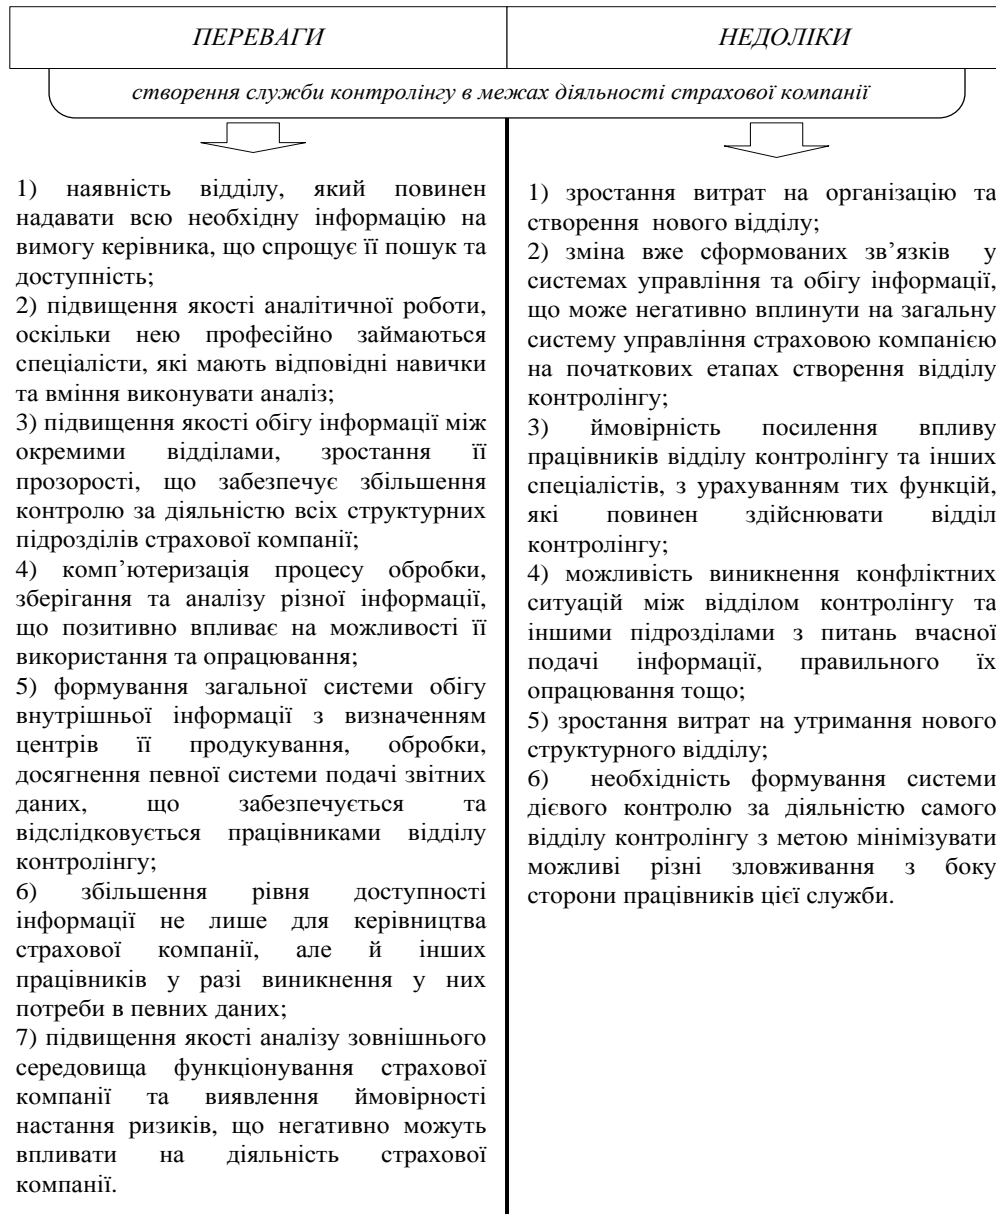 ПЕРЕВАГИ
НЕДОЛІКИ
створення служби контролінгу в межах діяльності страхової компанії
1) наявність відділу, який повинен
надавати всю необхідну інформацію на
вимогу керівника, що спрощує її пошук та
доступність;
2) підвищення якості аналітичної роботи,
оскільки нею професійно займаються
спеціалісти, які мають відповідні навички
та вміння виконувати аналіз;
3) підвищення якості обігу інформації між
окремими відділами, зростання її
прозорості, що забезпечує збільшення
контролю за діяльністю всіх структурних
підрозділів страхової компанії;
4) комп’ютеризація процесу обробки,
зберігання та аналізу різної інформації,
що позитивно впливає на можливості її
використання та опрацювання;
5) формування загальної системи обігу
внутрішньої інформації з визначенням
центрів її продукування, обробки,
досягнення певної системи подачі звітних
даних, що забезпечується та
відслідковується працівниками відділу
контролінгу;
6) збільшення рівня доступності
інформації не лише для керівництва
страхової компанії, але й інших
працівників у разі виникнення у них
потреби в певних даних;
7) підвищення якості аналізу зовнішнього
середовища функціонування страхової
компанії та виявлення ймовірності
настання ризиків, що негативно можуть
впливати на діяльність страхової
компанії.
1) зростання витрат на організацію та
створення нового відділу;
2) зміна вже сформованих зв’язків у
системах управління та обігу інформації,
що може негативно вплинути на загальну
систему управління страховою компанією
на початкових етапах створення відділу
контролінгу;
3) ймовірність посилення впливу
працівників відділу контролінгу та інших
спеціалістів, з урахуванням тих функцій,
які повинен здійснювати відділ
контролінгу;
4) можливість виникнення конфліктних
ситуацій між відділом контролінгу та
іншими підрозділами з питань вчасної
подачі інформації, правильного їх
опрацювання тощо;
5) зростання витрат на утримання нового
структурного відділу;
6) необхідність формування системи
дієвого контролю за діяльністю самого
відділу контролінгу з метою мінімізувати
можливі різні зловживання з боку
сторони працівників цієї служби.